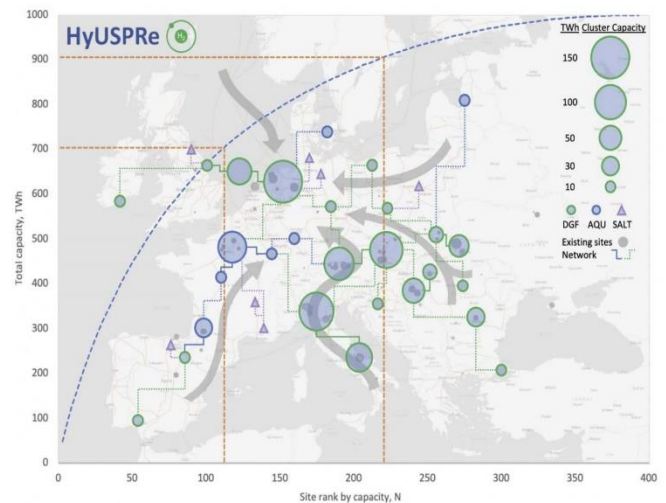 HyUSPRe
H₂
TWh Cluster Capacity
150
100
50
30
10
DGF AQU SALT
Existing sites
Network
Total capacity, TWh
1000
900
800
700
600
500
400
300
200
100
0
0 50 100 150 200 250 300 350 400
Site rank by capacity, N